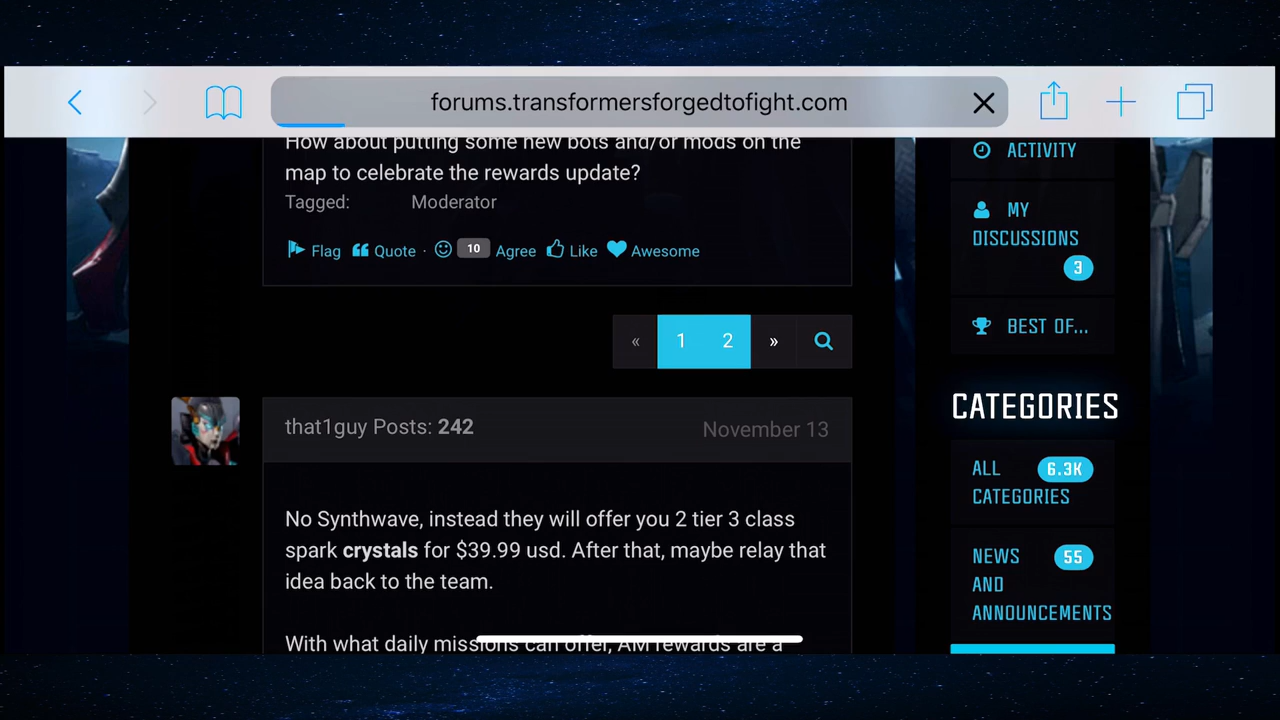 forums.transformersforgedtofight.com
How about putting some new bots and/or mods on the
map to celebrate the rewards update?
Tagged: Moderator
Flag Quote · 10 Agree Like Awesome
« 1 2 »
that1guy Posts: 242 November 13
No Synthwave, instead they will offer you 2 tier 3 class
spark crystals for $39.99 usd. After that, maybe relay that
idea back to the team.
With what daily missions can offer, AM rewards are a
ACTIVITY
MY
DISCUSSIONS
3
BEST OF...
CATEGORIES
ALL 6.3K
CATEGORIES
NEWS 55
AND
ANNOUNCEMENTS